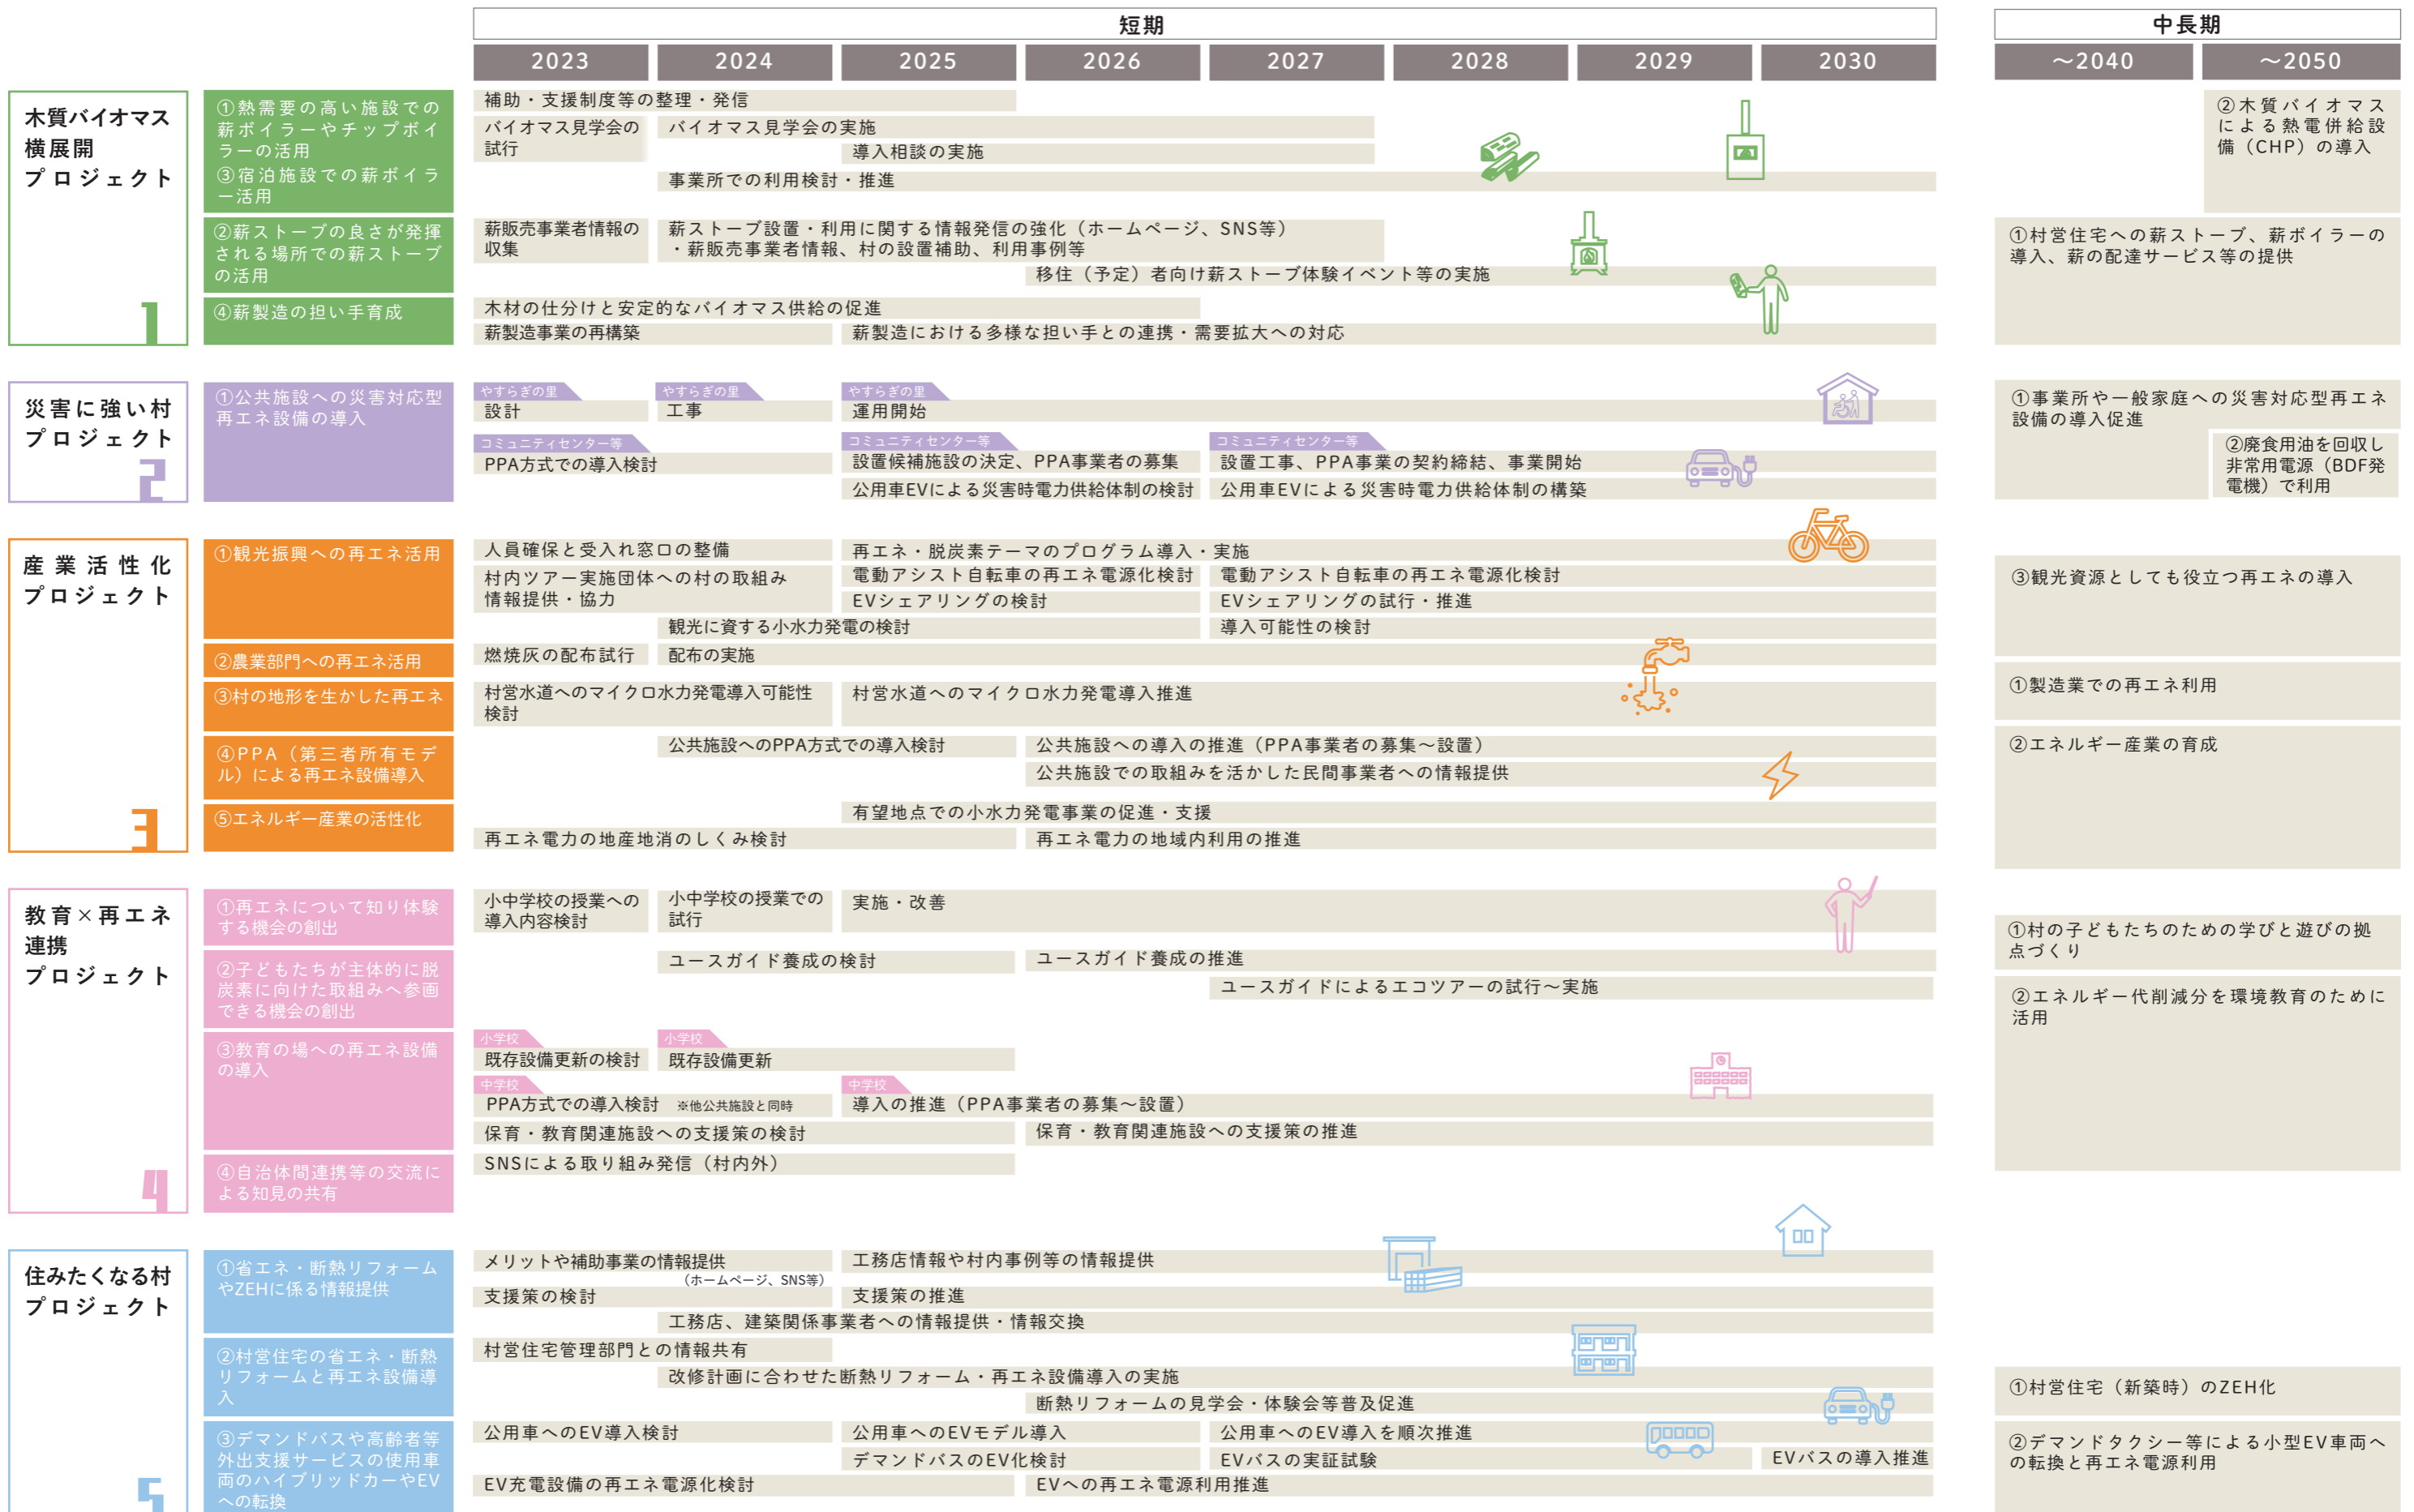 短期
中長期
2023
2024
2025
2026
2027
2028
2029
2030
～2040
～2050
木質バイオマス
横展開
プロジェクト
1
①熱需要の高い施設での
薪ボイラーやチップボイ
ラーの活用
③宿泊施設での薪ボイラ
ー活用
補助・支援制度等の整理・発信
バイオマス見学会の
試行
バイオマス見学会の実施
導入相談の実施
事業所での利用検討・推進
②木質バイオマス
による熱電併給設
備（CHP）の導入
②薪ストーブの良さが発揮
される場所での薪ストーブ
の活用
薪販売事業者情報の
収集
薪ストーブ設置・利用に関する情報発信の強化（ホームページ、SNS等）
・薪販売事業者情報、村の設置補助、利用事例等
移住（予定）者向け薪ストーブ体験イベント等の実施
①村営住宅への薪ストーブ、薪ボイラーの
導入、薪の配達サービス等の提供
④薪製造の担い手育成
木材の仕分けと安定的なバイオマス供給の促進
薪製造事業の再構築
薪製造における多様な担い手との連携・需要拡大への対応
災害に強い村
プロジェクト
2
①公共施設への災害対応型
再エネ設備の導入
やすらぎの里
設計
やすらぎの里
工事
やすらぎの里
運用開始
コミュニティセンター等
PPA方式での導入検討
コミュニティセンター等
設置候補施設の決定、PPA事業者の募集
コミュニティセンター等
設置工事、PPA事業の契約締結、事業開始
公用車EVによる災害時電力供給体制の検討
公用車EVによる災害時電力供給体制の構築
①事業所や一般家庭への災害対応型再エネ
設備の導入促進
②廃食用油を回収し
非常用電源（BDF発
電機）で利用
産業活性化
プロジェクト
3
①観光振興への再エネ活用
人員確保と受入れ窓口の整備
再エネ・脱炭素テーマのプログラム導入・実施
村内ツアー実施団体への村の取組み
情報提供・協力
電動アシスト自転車の再エネ電源化検討
電動アシスト自転車の再エネ電源化検討
EVシェアリングの検討
EVシェアリングの試行・推進
観光に資する小水力発電の検討
導入可能性の検討
③観光資源としても役立つ再エネの導入
②農業部門への再エネ活用
燃焼灰の配布試行
配布の実施
③村の地形を生かした再エネ
村営水道へのマイクロ水力発電導入可能性
検討
村営水道へのマイクロ水力発電導入推進
①製造業での再エネ利用
④PPA（第三者所有モデ
ル）による再エネ設備導入
公共施設へのPPA方式での導入検討
公共施設への導入の推進（PPA事業者の募集～設置）
公共施設での取組みを活かした民間事業者への情報提供
②エネルギー産業の育成
⑤エネルギー産業の活性化
有望地点での小水力発電事業の促進・支援
再エネ電力の地産地消のしくみ検討
再エネ電力の地域内利用の推進
教育×再エネ
連携
プロジェクト
4
①再エネについて知り体験
する機会の創出
小中学校の授業への
導入内容検討
小中学校の授業での
試行
実施・改善
①村の子どもたちのための学びと遊びの拠
点づくり
②子どもたちが主体的に脱
炭素に向けた取組みへ参画
できる機会の創出
ユースガイド養成の検討
ユースガイド養成の推進
ユースガイドによるエコツアーの試行～実施
②エネルギー代削減分を環境教育のために
活用
③教育の場への再エネ設備
の導入
小学校
既存設備更新の検討
小学校
既存設備更新
中学校
PPA方式での導入検討 ※他公共施設と同時
中学校
導入の推進（PPA事業者の募集～設置）
保育・教育関連施設への支援策の検討
保育・教育関連施設への支援策の推進
④自治体間連携等の交流に
よる知見の共有
SNSによる取り組み発信（村内外）
住みたくなる村
プロジェクト
5
①省エネ・断熱リフォーム
やZEHに係る情報提供
メリットや補助事業の情報提供
（ホームページ、SNS等）
工務店情報や村内事例等の情報提供
支援策の検討
支援策の推進
工務店、建築関係事業者への情報提供・情報交換
②村営住宅の省エネ・断熱
リフォームと再エネ設備導
入
村営住宅管理部門との情報共有
改修計画に合わせた断熱リフォーム・再エネ設備導入の実施
断熱リフォームの見学会・体験会等普及促進
①村営住宅（新築時）のZEH化
③デマンドバスや高齢者等
外出支援サービスの使用車
両のハイブリッドカーやEV
への転換
公用車へのEV導入検討
公用車へのEVモデル導入
公用車へのEV導入を順次推進
デマンドバスのEV化検討
EVバスの実証試験
EVバスの導入推進
EV充電設備の再エネ電源化検討
EVへの再エネ電源利用推進
②デマンドタクシー等による小型EV車両へ
の転換と再エネ電源利用